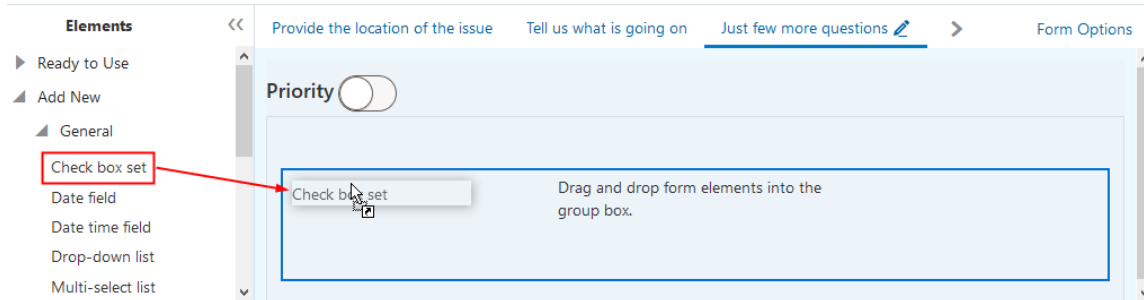 Elements
Provide the location of the issue
Tell us what is going on
Just few more questions
Form Options
Ready to Use
Add New
General
Check box set
Date field
Date time field
Drop-down list
Multi-select list
Priority
Check box set
Drag and drop form elements into the
group box.